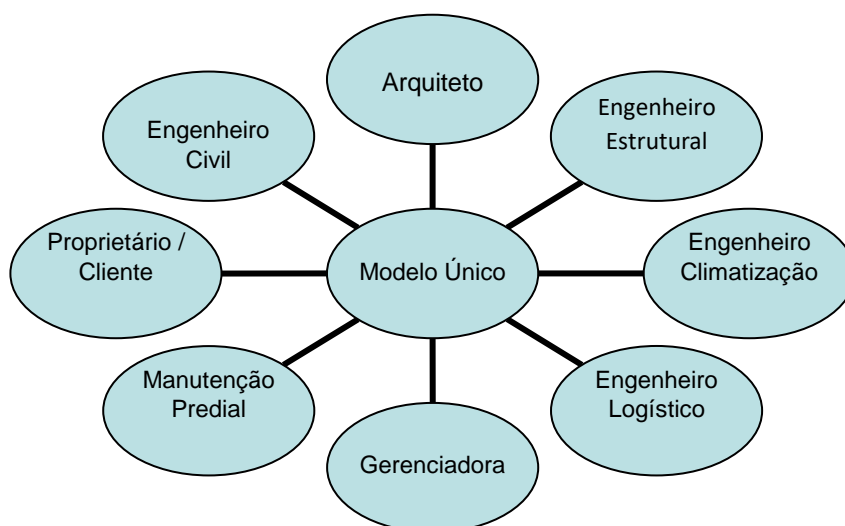 Arquiteto
Engenheiro
Estrutural
Engenheiro
Civil
Proprietário /
Cliente
Modelo Único
Engenheiro
Climatização
Manutenção
Predial
Engenheiro
Logístico
Gerenciadora